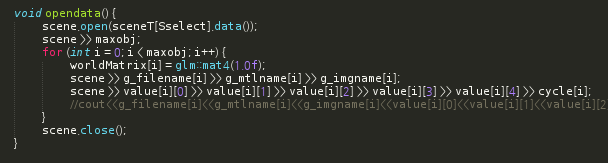 void opendata() {
scene.open(sceneT[Sselect].data());
scene >> maxobj;
for (int i = 0; i < maxobj; i++) {
worldMatrix[i] = glm::mat4(1.0f);
scene >> g_filename[i] >> g_mtlname[i] >> g_imgname[i];
scene >> value[i][0] >> value[i][1] >> value[i][2] >> value[i][3] >> value[i][4] >> cycle[i];
//cout<<g_filename[i]<<g_mtlname[i]<<g_imgname[i]<<value[i][0]<<value[i][1]<<value[i][2
}
scene.close();
}